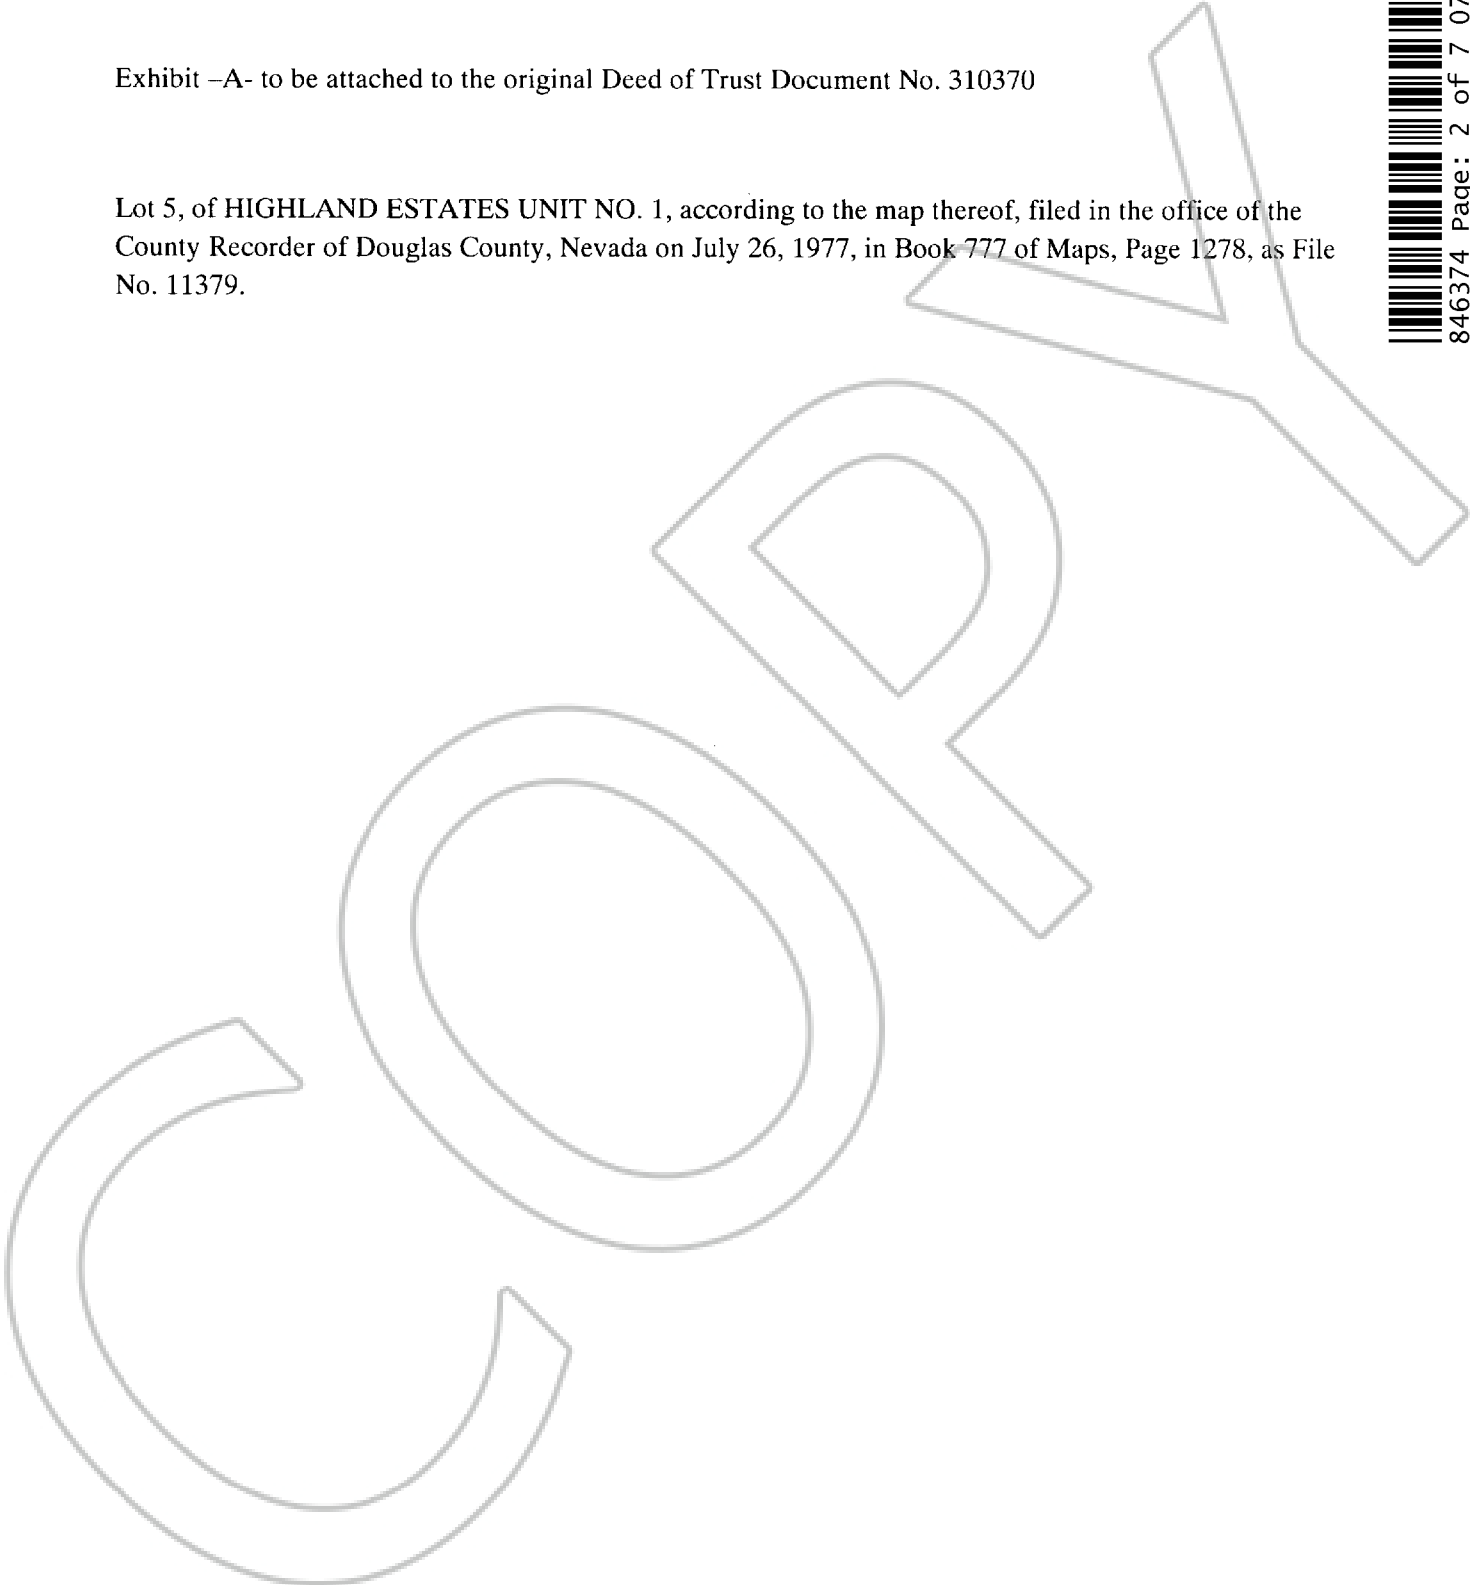 Exhibit –A- to be attached to the original Deed of Trust Document No. 310370
Lot 5, of HIGHLAND ESTATES UNIT NO. 1, according to the map thereof, filed in the office of the
County Recorder of Douglas County, Nevada on July 26, 1977, in Book 777 of Maps, Page 1278, as File
No. 11379.
846374 Page: 2 of 7
COPY